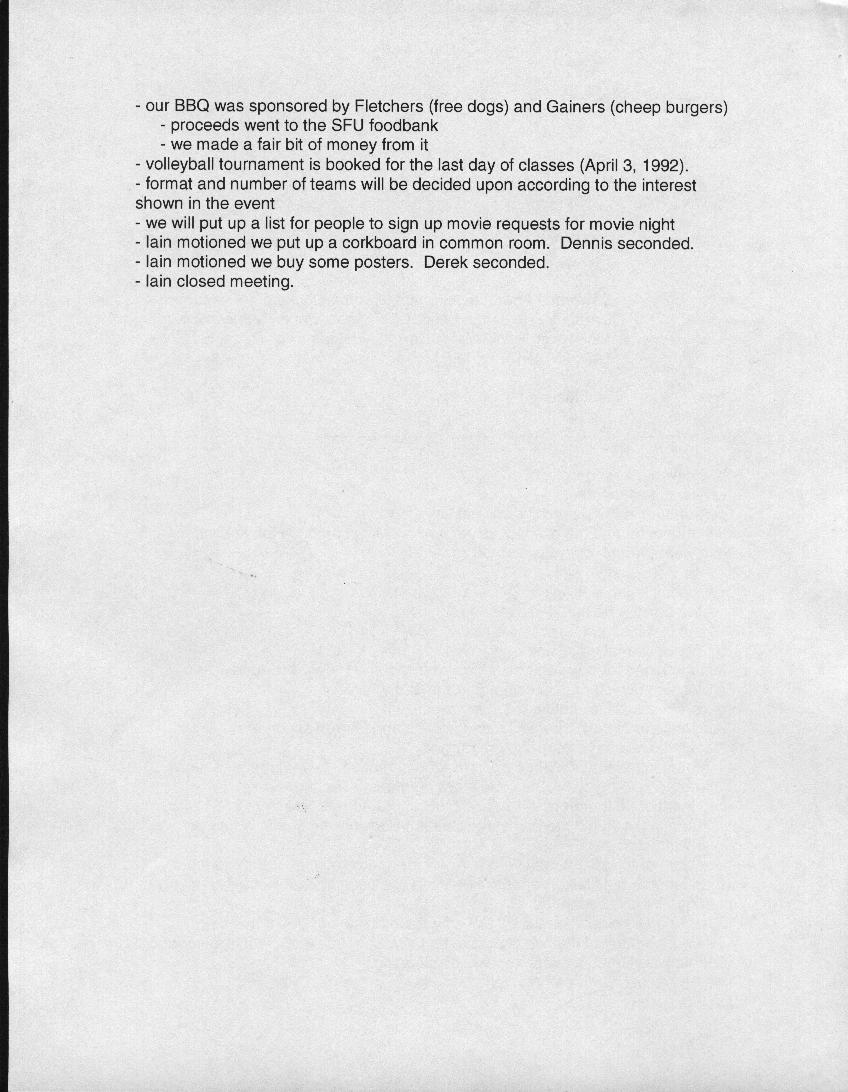 - our BBQ was sponsored by Fletchers (free dogs) and Gainers (cheep burgers)
- proceeds went to the SFU foodbank
- we made a fair bit of money from it
- volleyball tournament is booked for the last day of classes (April 3, 1992).
- format and number of teams will be decided upon according to the interest
shown in the event
- we will put up a list for people to sign up movie requests for movie night
- Iain motioned we put up a corkboard in common room.  Dennis seconded.
- Iain motioned we buy some posters.  Derek seconded.
- Iain closed meeting.